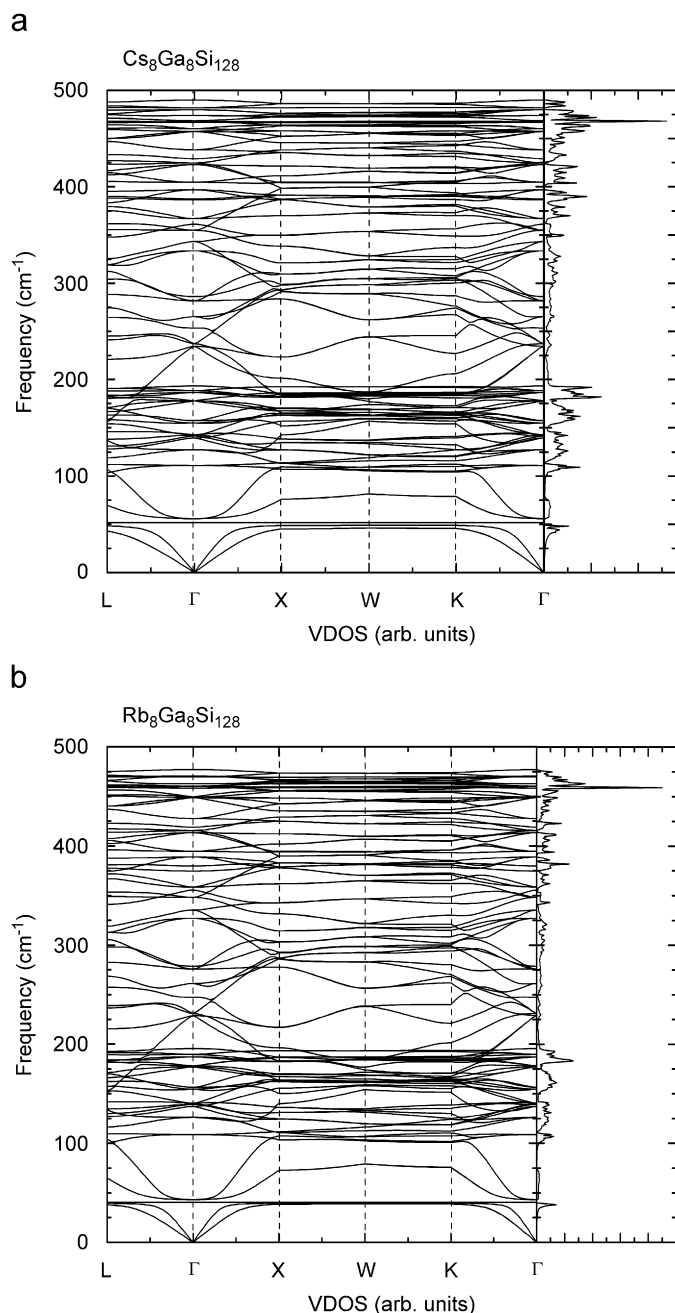 a
Cs8Ga8Si128
500
400
300
200
100
0
Frequency (cm-1)
L Γ X W K Γ
VDOS (arb. units)
b
Rb8Ga8Si128
500
400
300
200
100
0
Frequency (cm-1)
L Γ X W K Γ
VDOS (arb. units)